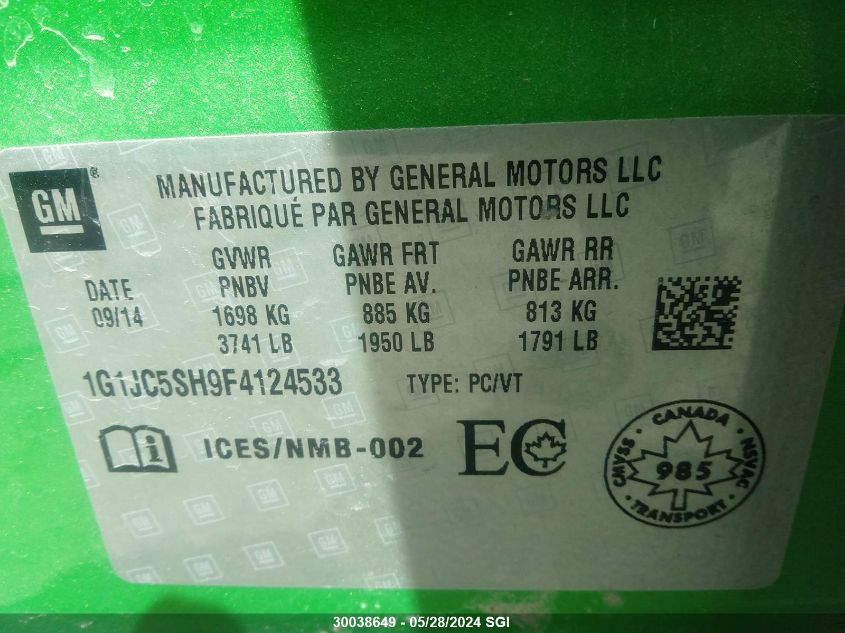 GM ®
MANUFACTURED BY GENERAL MOTORS LLC
FABRIQUÉ PAR GENERAL MOTORS LLC
GVWR GAWR FRT GAWR RR
DATE PNBV PNBE AV. PNBE ARR.
09/14 1698 KG 885 KG 813 KG
3741 LB 1950 LB 1791 LB
1G1JC5SH9F4124533 TYPE: PC/VT
i ICES/NMB-002 EC
CANADA
CMVSS 985 NSVAC
TRANSPORT
30038649 - 05/28/2024 SGI